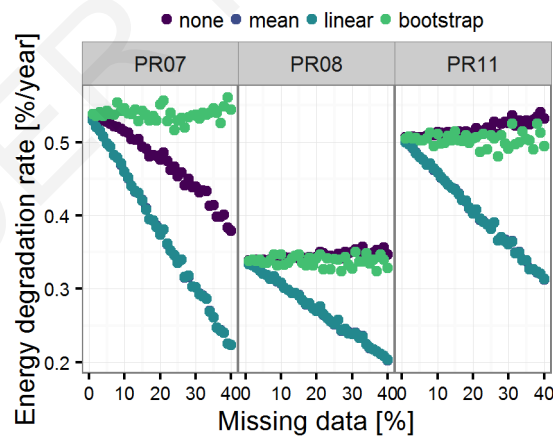 none mean linear bootstrap
PR07 PR08 PR11
Energy degradation rate [%/year]
0.5
0.4
0.3
0.2
0 10 20 30 40 0 10 20 30 40 0 10 20 30 40
Missing data [%]